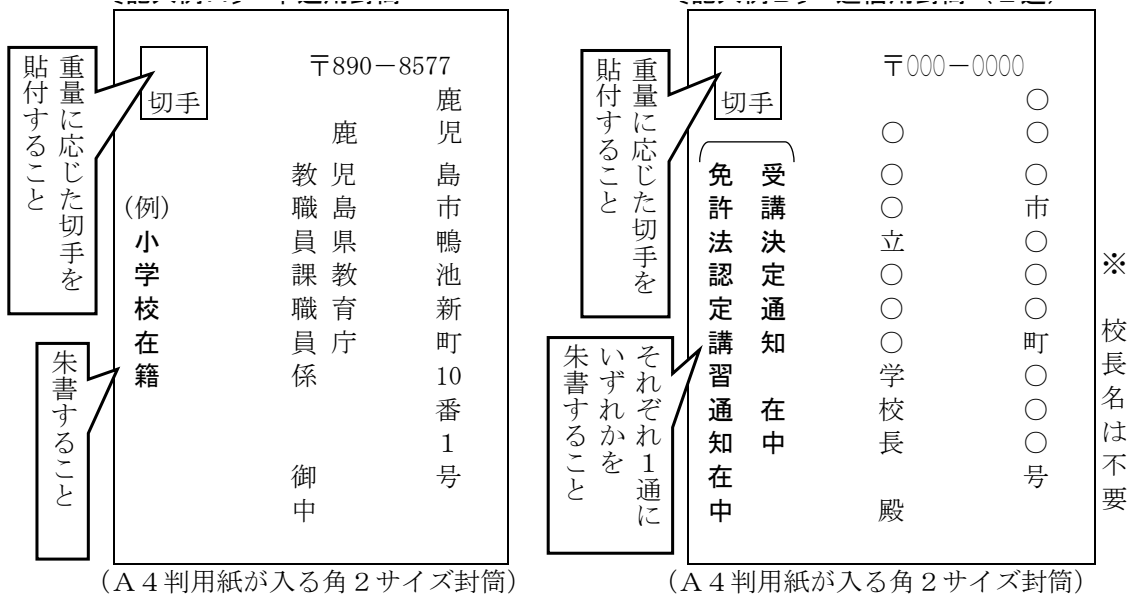 〒890－8577
鹿児島市鴨池新町10番1号
鹿児島県教育庁
教職員課職員係　御中
切手
重量に応じた切手を
貼付すること
(例)
小学校在籍
朱書すること
（A４判用紙が入る角２サイズ封筒）
〒000－0000
○○○市○○○町○○○号
○○○立○○○学校長　殿
切手
重量に応じた切手を
貼付すること
受講決定通知　在中
免許法認定講習通知在中
それぞれ１通に
いずれかを
朱書すること
※　校長名は不要
（A４判用紙が入る角２サイズ封筒）